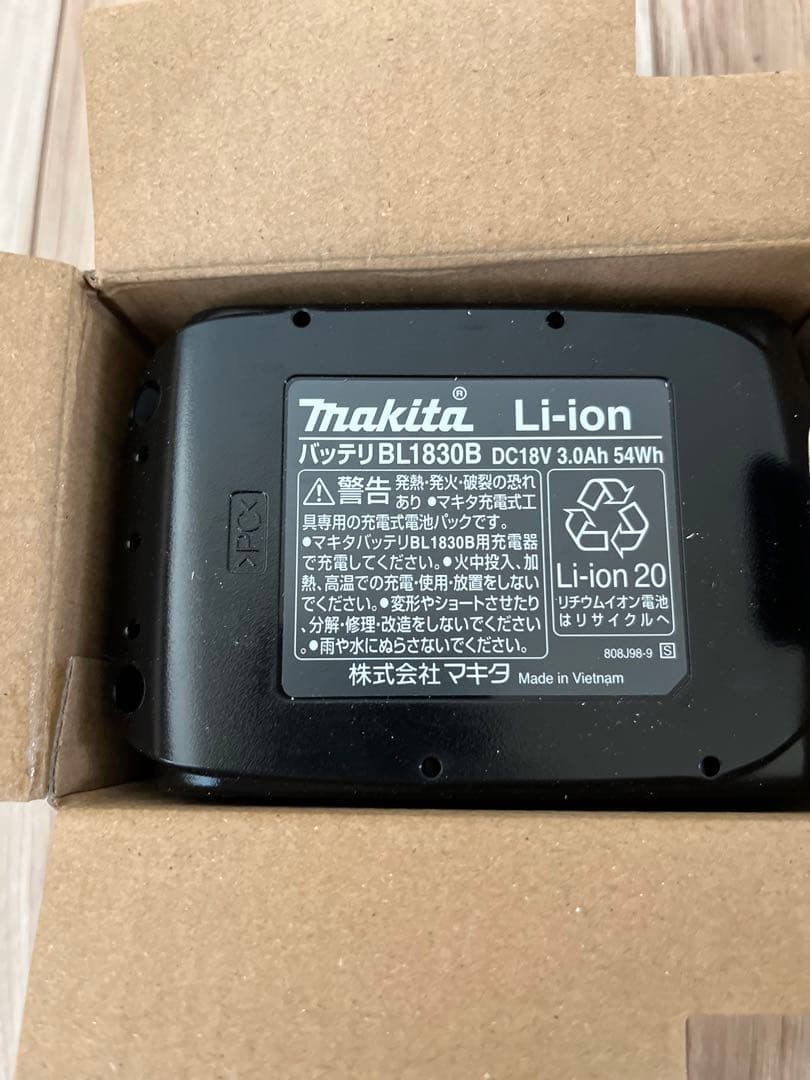 makita® Li-ion
バッテリ BL1830B DC18V 3.0Ah 54Wh
警告 発熱・発火・破裂の恐れ
あり ●マキタ充電式工
具専用の充電式電池パックです。
●マキタバッテリBL1830B用充電器
で充電してください。●火中投入、加
熱、高温での充電・使用・放置をしない
でください。●変形やショートさせたり
、分解・修理・改造をしないでください
。●雨や水にぬらさないでください。
Li-ion 20
リチウムイオン電池
はリサイクルへ
808J98-9 S
株式会社マキタ Made in Vietnam
>PC<